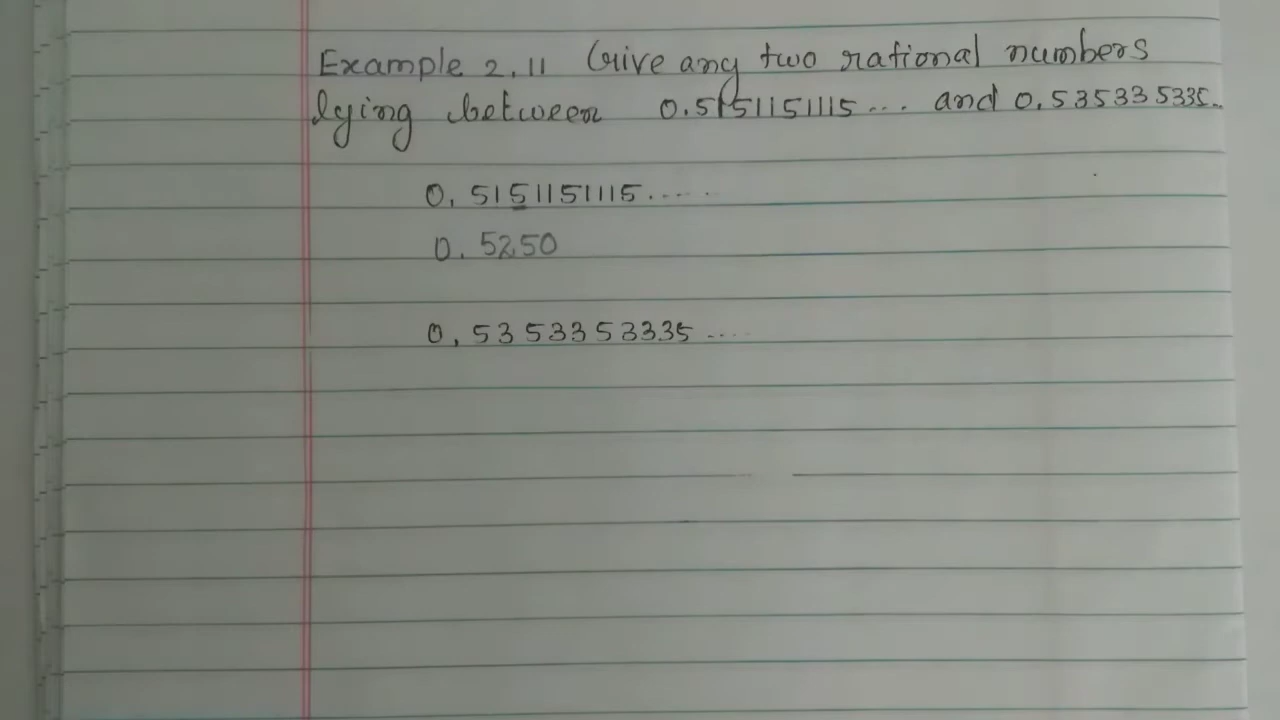 Example 2.11 Give any two rational numbers
lying between 0.5151151115... and 0.535335335..
0.5151151115.....
0.5250
0.5353353335....